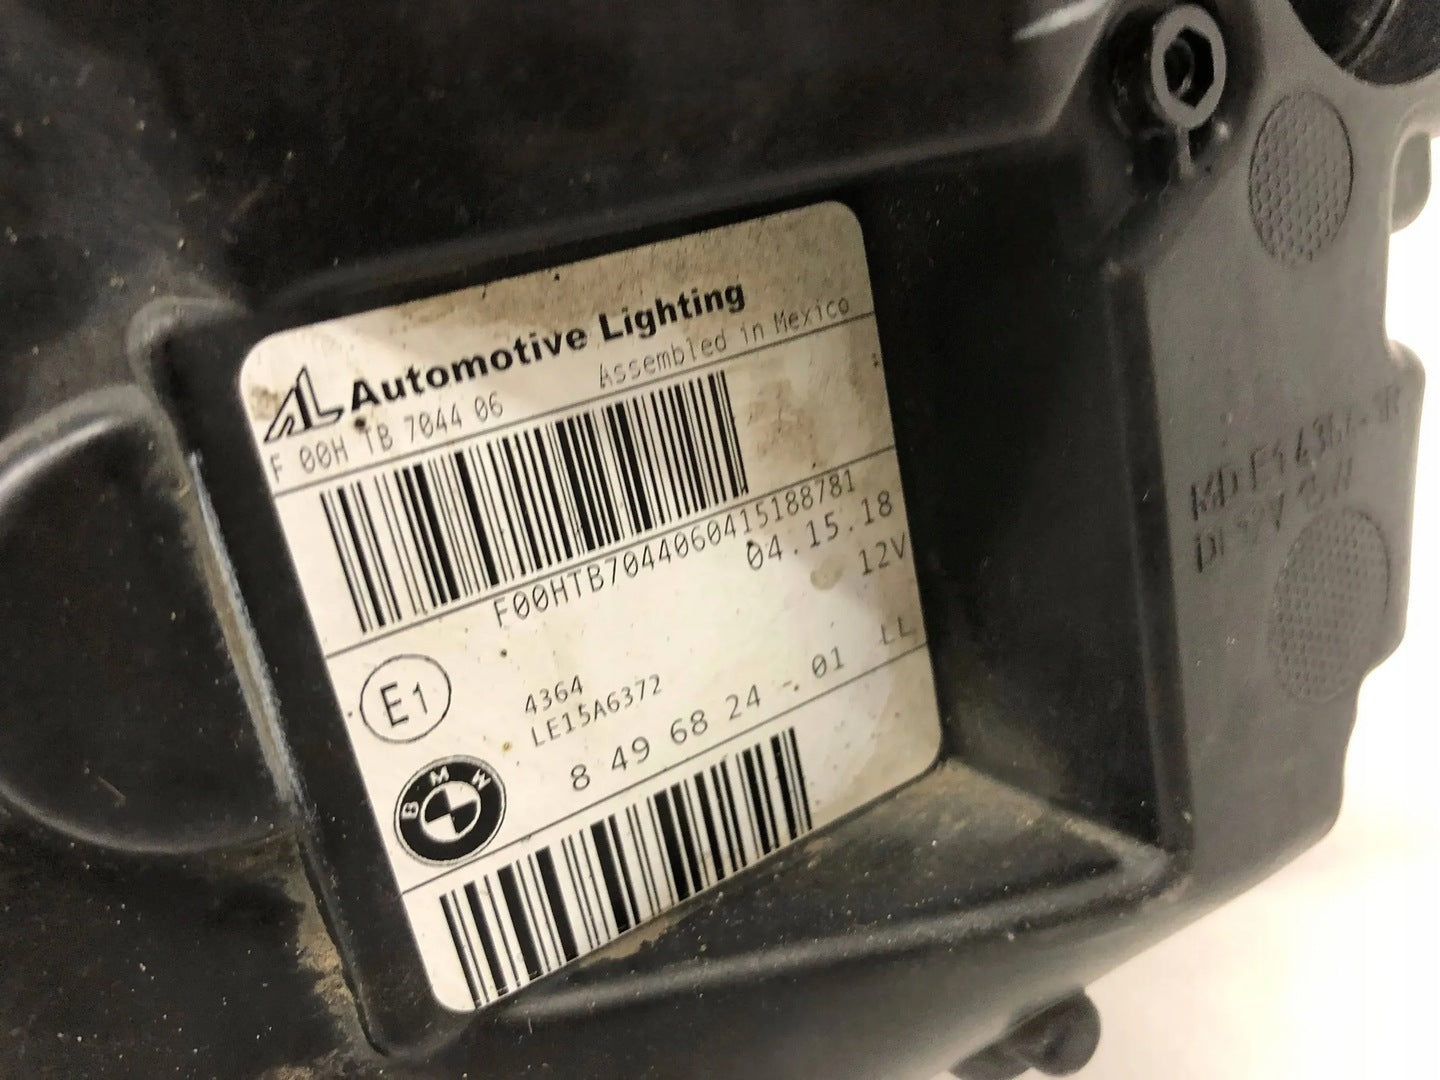 Automotive Lighting
F 00H TB 7044 06
Assembled in Mexico
F00HTB7044060415188781
04.15.18
12V
E1
4364
LE15A6372
8 49 68 24 - 01 LL
BMW